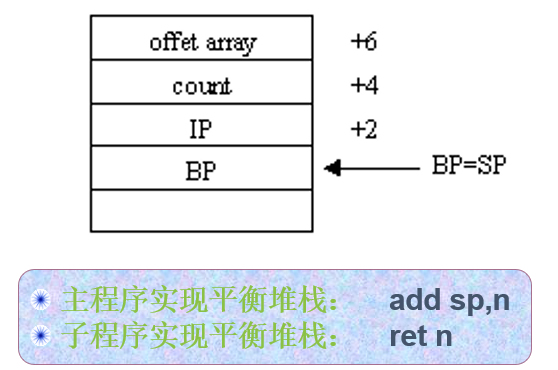 offet array +6
count +4
IP +2
BP BP=SP
主程序实现平衡堆栈： add sp,n
子程序实现平衡堆栈： ret n